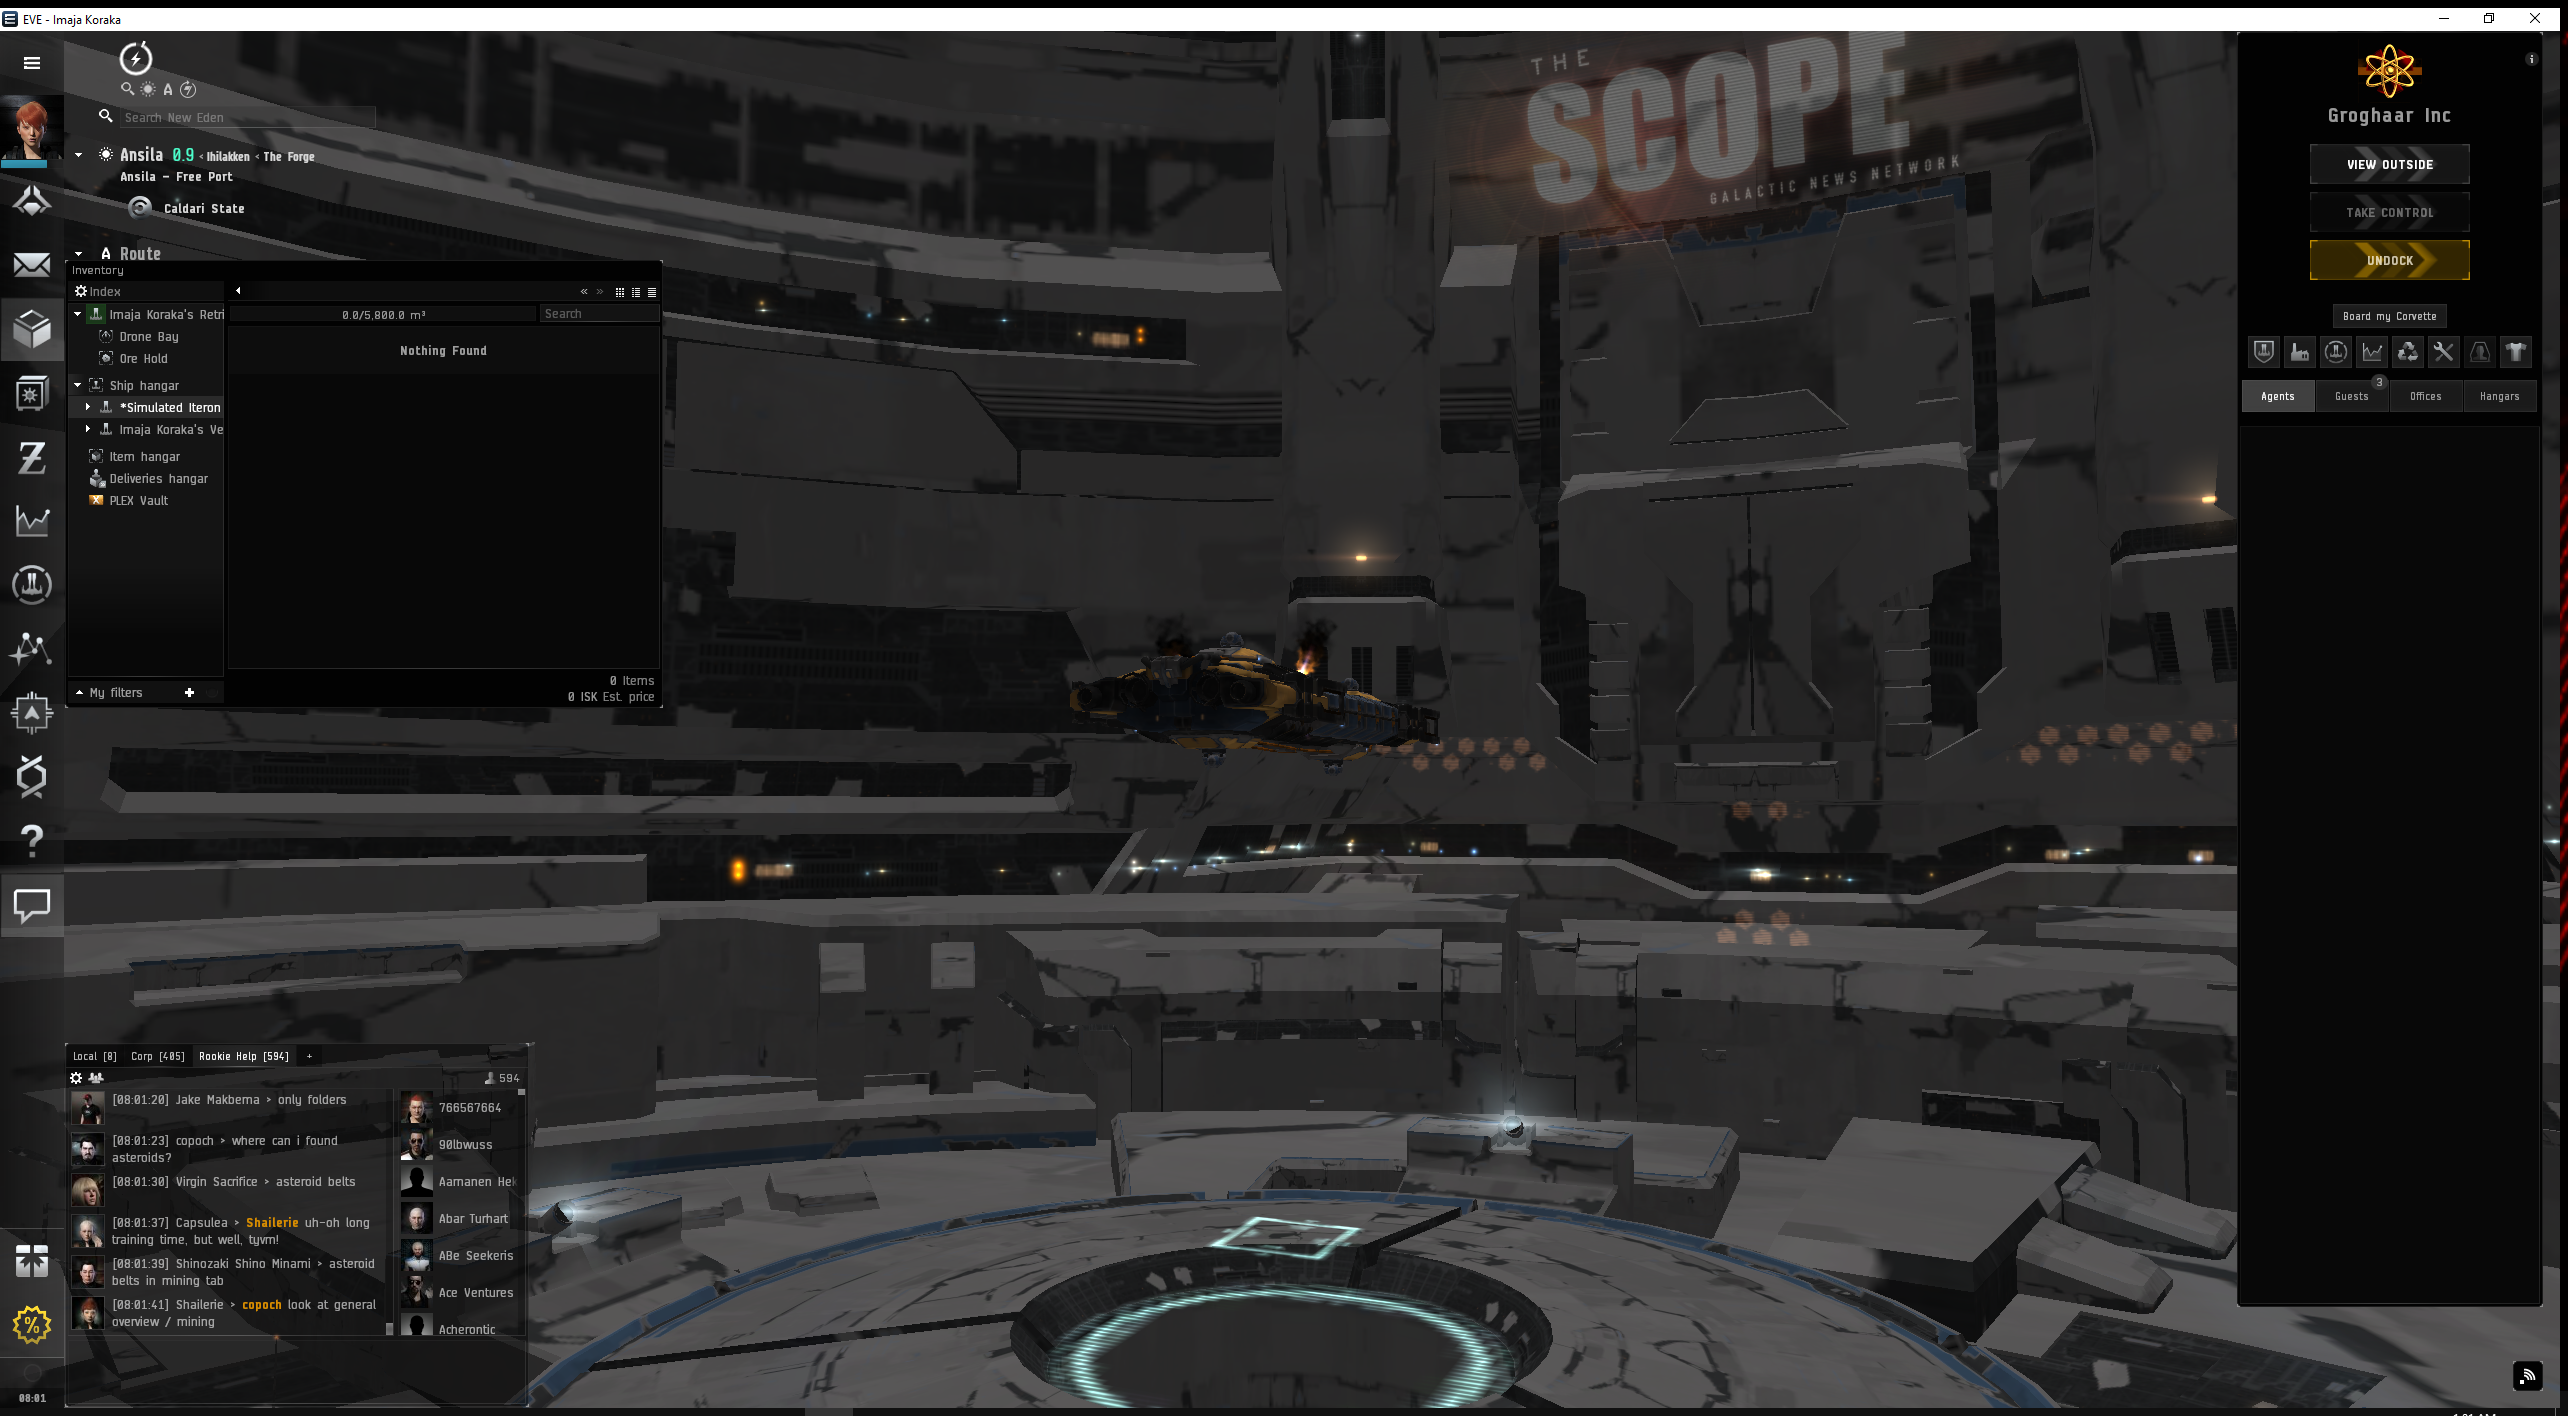 EVE - Imaja Koraka
Search New Eden
Ansila 0.9 < Ihilakken < The Forge
Ansila - Free Port
Caldari State
Route
Inventory
Index
Imaja Koraka's Retri
Drone Bay
Ore Hold
Ship hangar
*Simulated Iteron
Imaja Koraka's Ve
Item hangar
Deliveries hangar
PLEX Vault
My filters
0.0/5,800.0 m³
Search
Nothing Found
0 Items
0 ISK Est. price
THE
SCOPE
GALACTIC NEWS NETWORK
Groghaar Inc
VIEW OUTSIDE
TAKE CONTROL
UNDOCK
Board my Corvette
3
Agents Guests Offices Hangars
Local [8] Corp [405] Rookie Help [594] +
594
[08:01:20] Jake Makbema > only folders
[08:01:23] copoch > where can i found
asteroids?
[08:01:30] Virgin Sacrifice > asteroid belts
[08:01:37] Capsulea > Shailerie uh-oh long
training time, but well, tyvm!
[08:01:39] Shinozaki Shino Minami > asteroid
belts in mining tab
[08:01:41] Shailerie > copoch look at general
overview / mining
766567664
90lbwuss
Aamanen Hek
Abar Turhart
ABe Seekeris
Ace Ventures
Acherontic
08:01